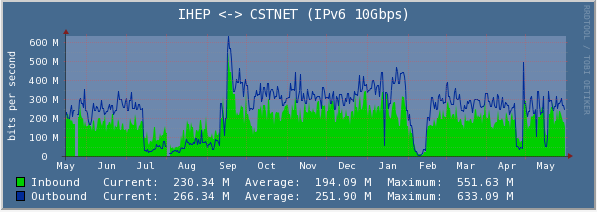 IHEP <-> CSTNET (IPv6 10Gbps)
RRDTOOL / TOBI OETIKER
bits per second
600 M
500 M
400 M
300 M
200 M
100 M
0
May Jun Jul Aug Sep Oct Nov Dec Jan Feb Mar Apr May
Inbound Current: 230.34 M Average: 194.09 M Maximum: 551.63 M
Outbound Current: 266.34 M Average: 251.90 M Maximum: 633.09 M